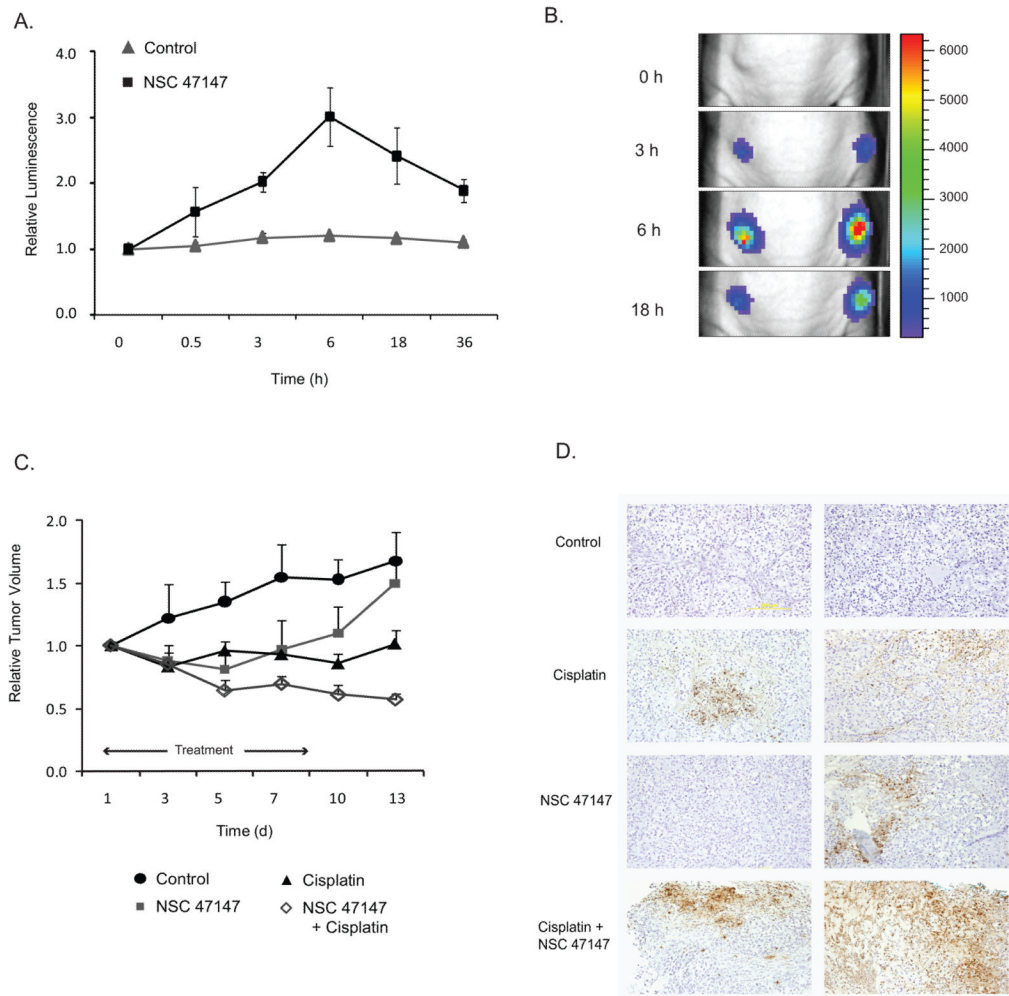 A.
4.0
3.0
2.0
1.0
0.0
Relative Luminescence
Control
NSC 47147
0 0.5 3 6 18 36
Time (h)
B.
0 h
3 h
6 h
18 h
6000
5000
4000
3000
2000
1000
C.
2.0
1.5
1.0
0.5
0.0
Relative Tumor Volume
Treatment
1 3 5 7 10 13
Time (d)
Control
Cisplatin
NSC 47147
NSC 47147
+ Cisplatin
D.
Control
Cisplatin
NSC 47147
Cisplatin +
NSC 47147